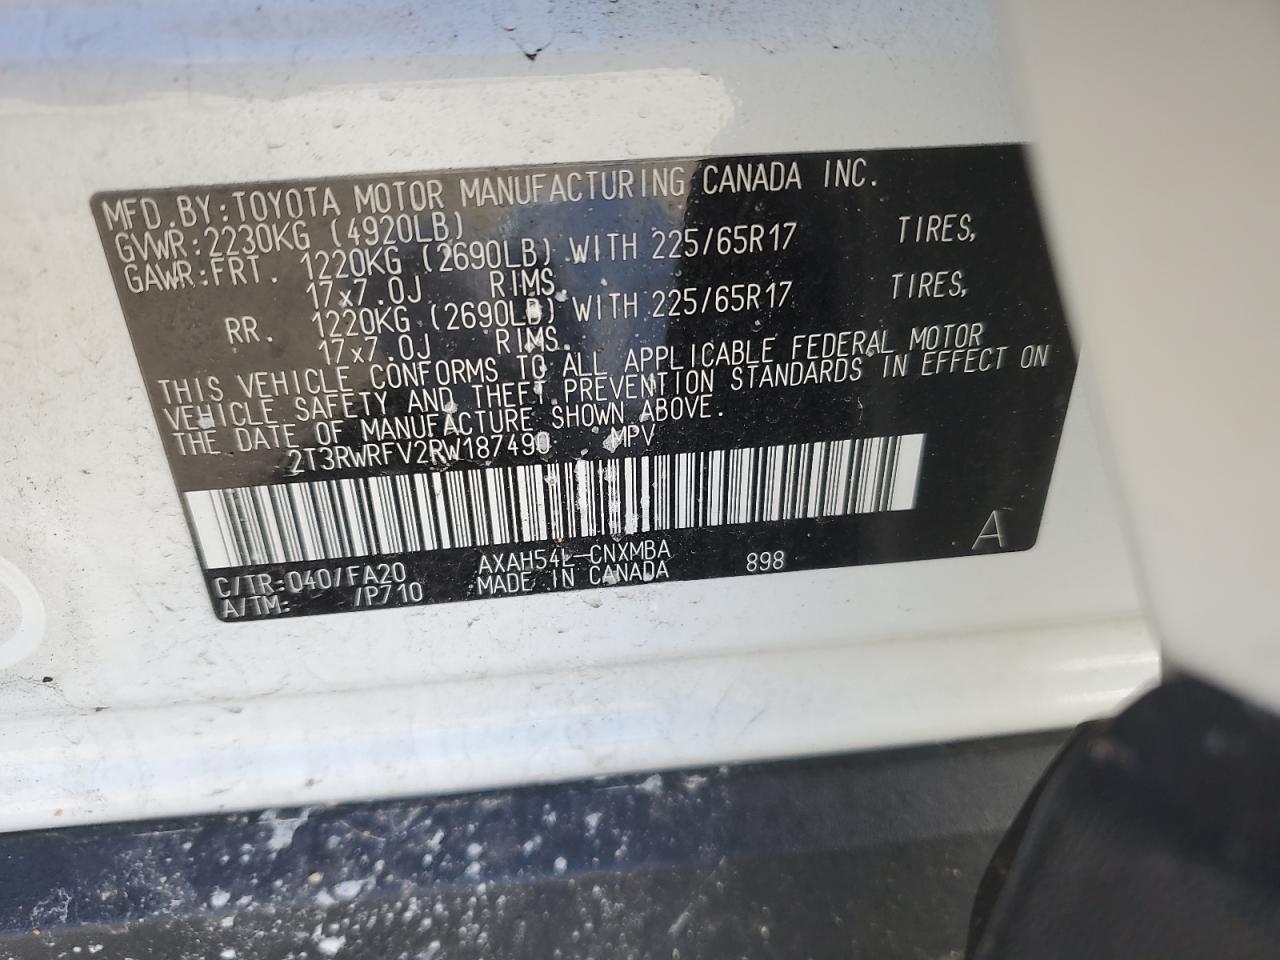 MFD.BY:TOYOTA MOTOR MANUFACTURING CANADA INC.
GVWR:2230KG (4920LB)
GAWR:FRT. 1220KG (2690LB) WITH 225/65R17 TIRES,
17x7.0J RIMS.
RR. 1220KG (2690LB) WITH 225/65R17 TIRES,
17x7.0J RIMS.
THIS VEHICLE CONFORMS TO ALL APPLICABLE FEDERAL MOTOR
VEHICLE SAFETY AND THEFT PREVENTION STANDARDS IN EFFECT ON
THE DATE OF MANUFACTURE SHOWN ABOVE.
2T3RWRFV2RW187490 MPV
C/TR:040/FA20 AXAH54L-CNXMBA 898 A
A/TM: /P710 MADE IN CANADA